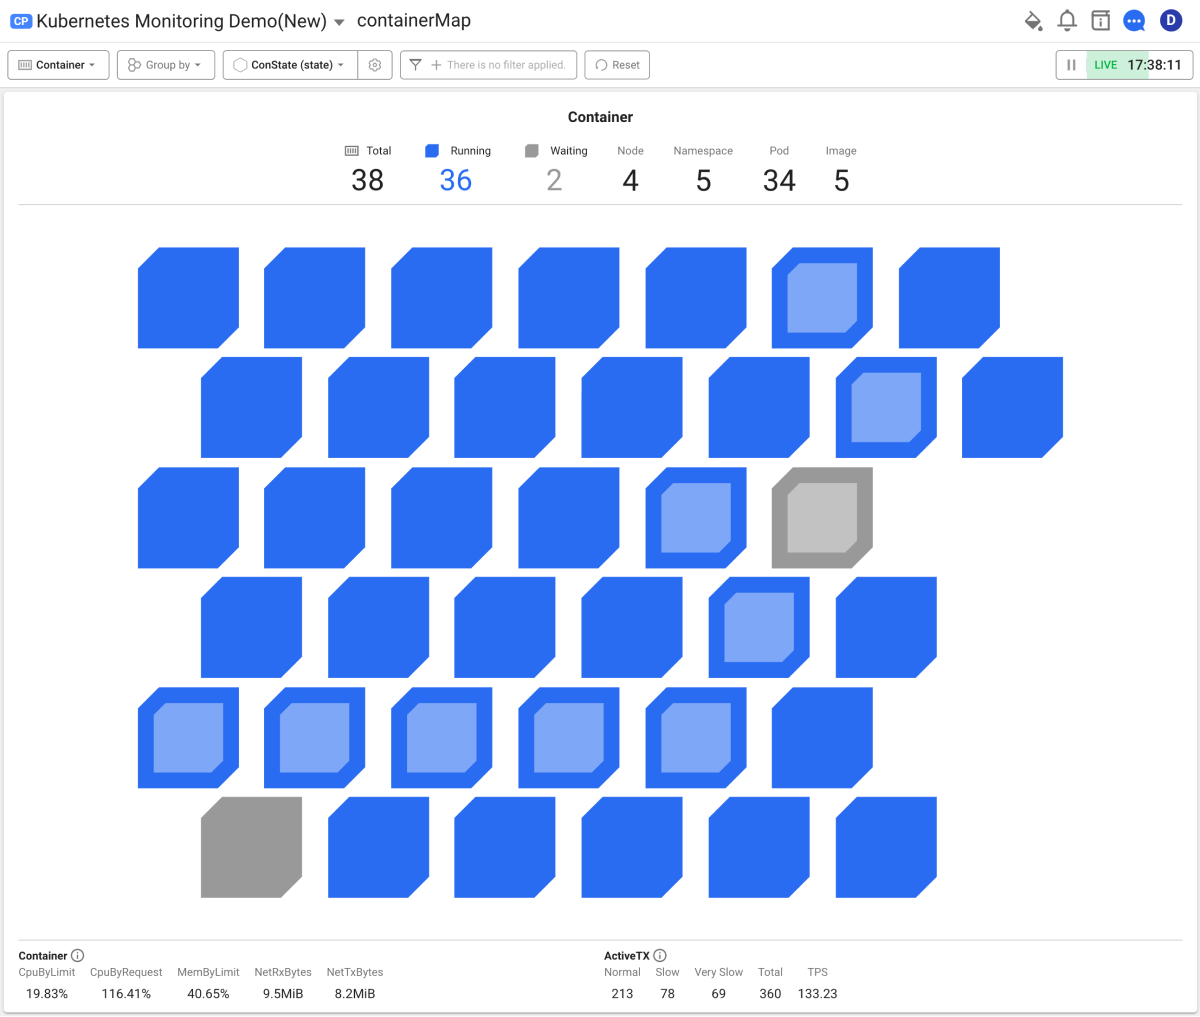 CP Kubernetes Monitoring Demo(New) containerMap D
Container Group by ConState (state) + There is no filter applied. Reset LIVE 17:38:11
Container
Total Running Waiting Node Namespace Pod Image
38 36 2 4 5 34 5
Container ActiveTX
CpuByLimit CpuByRequest MemByLimit NetRxBytes NetTxBytes Normal Slow Very Slow Total TPS
19.83% 116.41% 40.65% 9.5MiB 8.2MiB 213 78 69 360 133.23